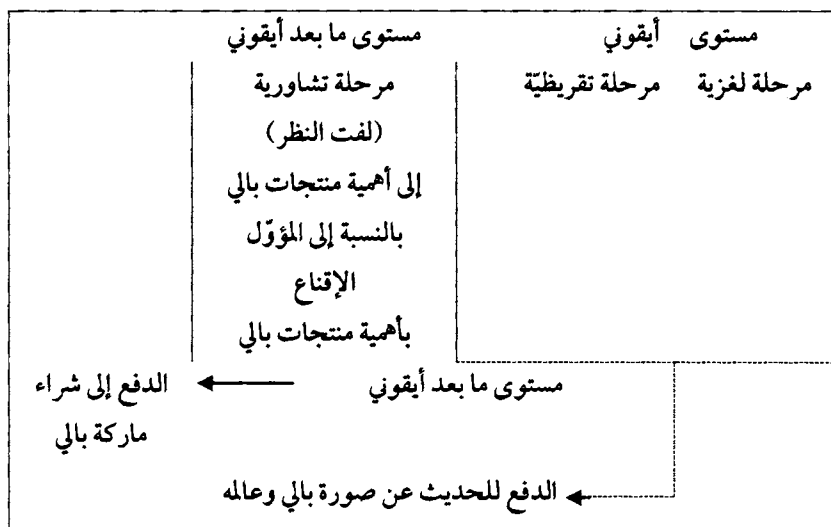 مستوى أيقوني
مرحلة لغزية مرحلة تقريظيّة
مستوى ما بعد أيقوني
مرحلة تشاورية
(لفت النظر)
إلى أهمية منتجات بالي
بالنسبة إلى المؤوّل
الإقناع
بأهمية منتجات بالي
مستوى ما بعد أيقوني
الدفع إلى شراء
ماركة بالي
الدفع للحديث عن صورة بالي وعالمه